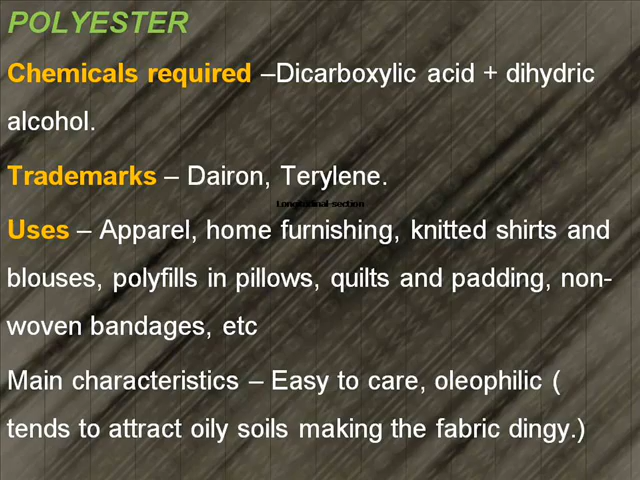 POLYESTER
Chemicals required –Dicarboxylic acid + dihydric
alcohol.
Trademarks – Dairon, Terylene.
Longitudinal section
Uses – Apparel, home furnishing, knitted shirts and
blouses, polyfills in pillows, quilts and padding, non-
woven bandages, etc
Main characteristics – Easy to care, oleophilic (
tends to attract oily soils making the fabric dingy.)